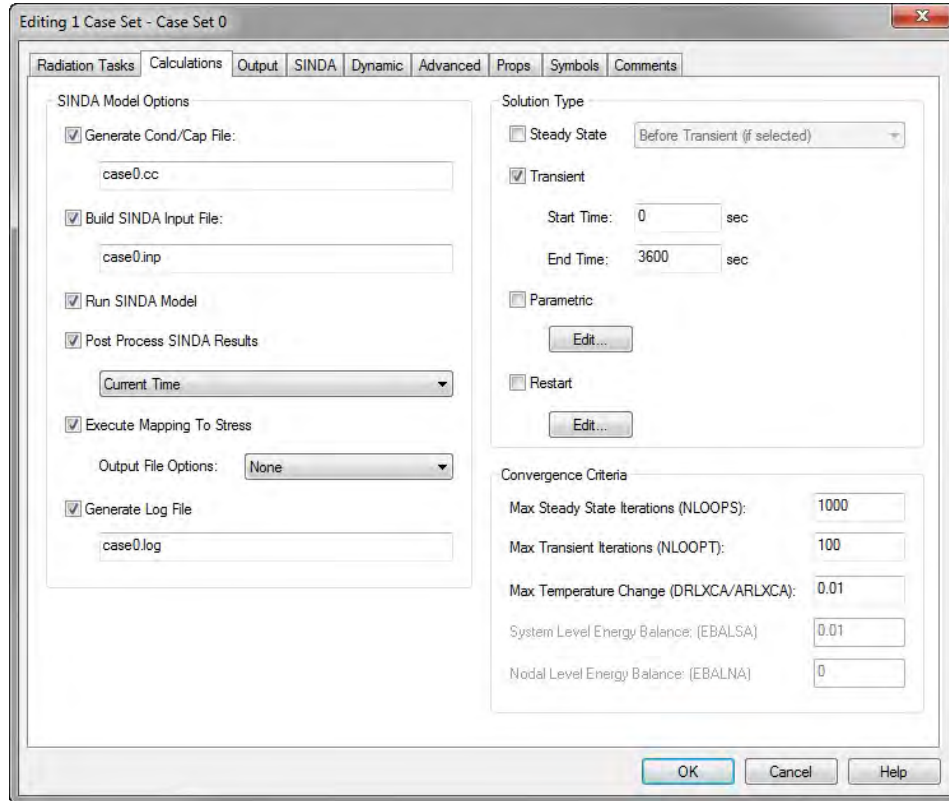 Editing 1 Case Set - Case Set 0
Radiation Tasks Calculations Output SINDA Dynamic Advanced Props Symbols Comments
SINDA Model Options
Generate Cond/Cap File:
case0.cc
Build SINDA Input File:
case0.inp
Run SINDA Model
Post Process SINDA Results
Current Time
Execute Mapping To Stress
Output File Options: None
Generate Log File
case0.log
Solution Type
Steady State Before Transient (if selected)
Transient
Start Time: 0 sec
End Time: 3600 sec
Parametric
Edit...
Restart
Edit...
Convergence Criteria
Max Steady State Iterations (NLOOPS): 1000
Max Transient Iterations (NLOOPT): 100
Max Temperature Change (DRLXCA/ARLXCA): 0.01
System Level Energy Balance: (EBALSA) 0.01
Nodal Level Energy Balance: (EBALNA) 0
OK Cancel Help